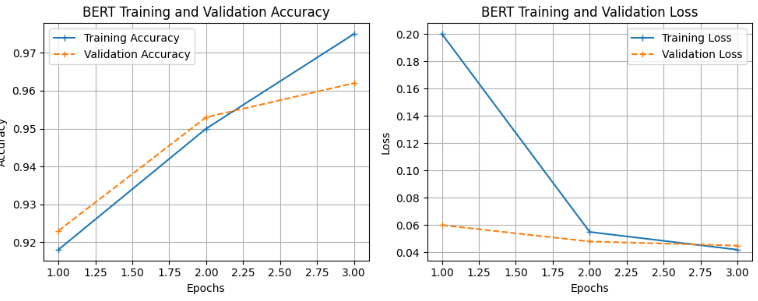 BERT Training and Validation Accuracy
Training Accuracy
Validation Accuracy
0.97
0.96
0.95
0.94
0.93
0.92
Accuracy
1.00 1.25 1.50 1.75 2.00 2.25 2.50 2.75 3.00
Epochs
BERT Training and Validation Loss
Training Loss
Validation Loss
0.20
0.18
0.16
0.14
0.12
0.10
0.08
0.06
0.04
Loss
1.00 1.25 1.50 1.75 2.00 2.25 2.50 2.75 3.00
Epochs